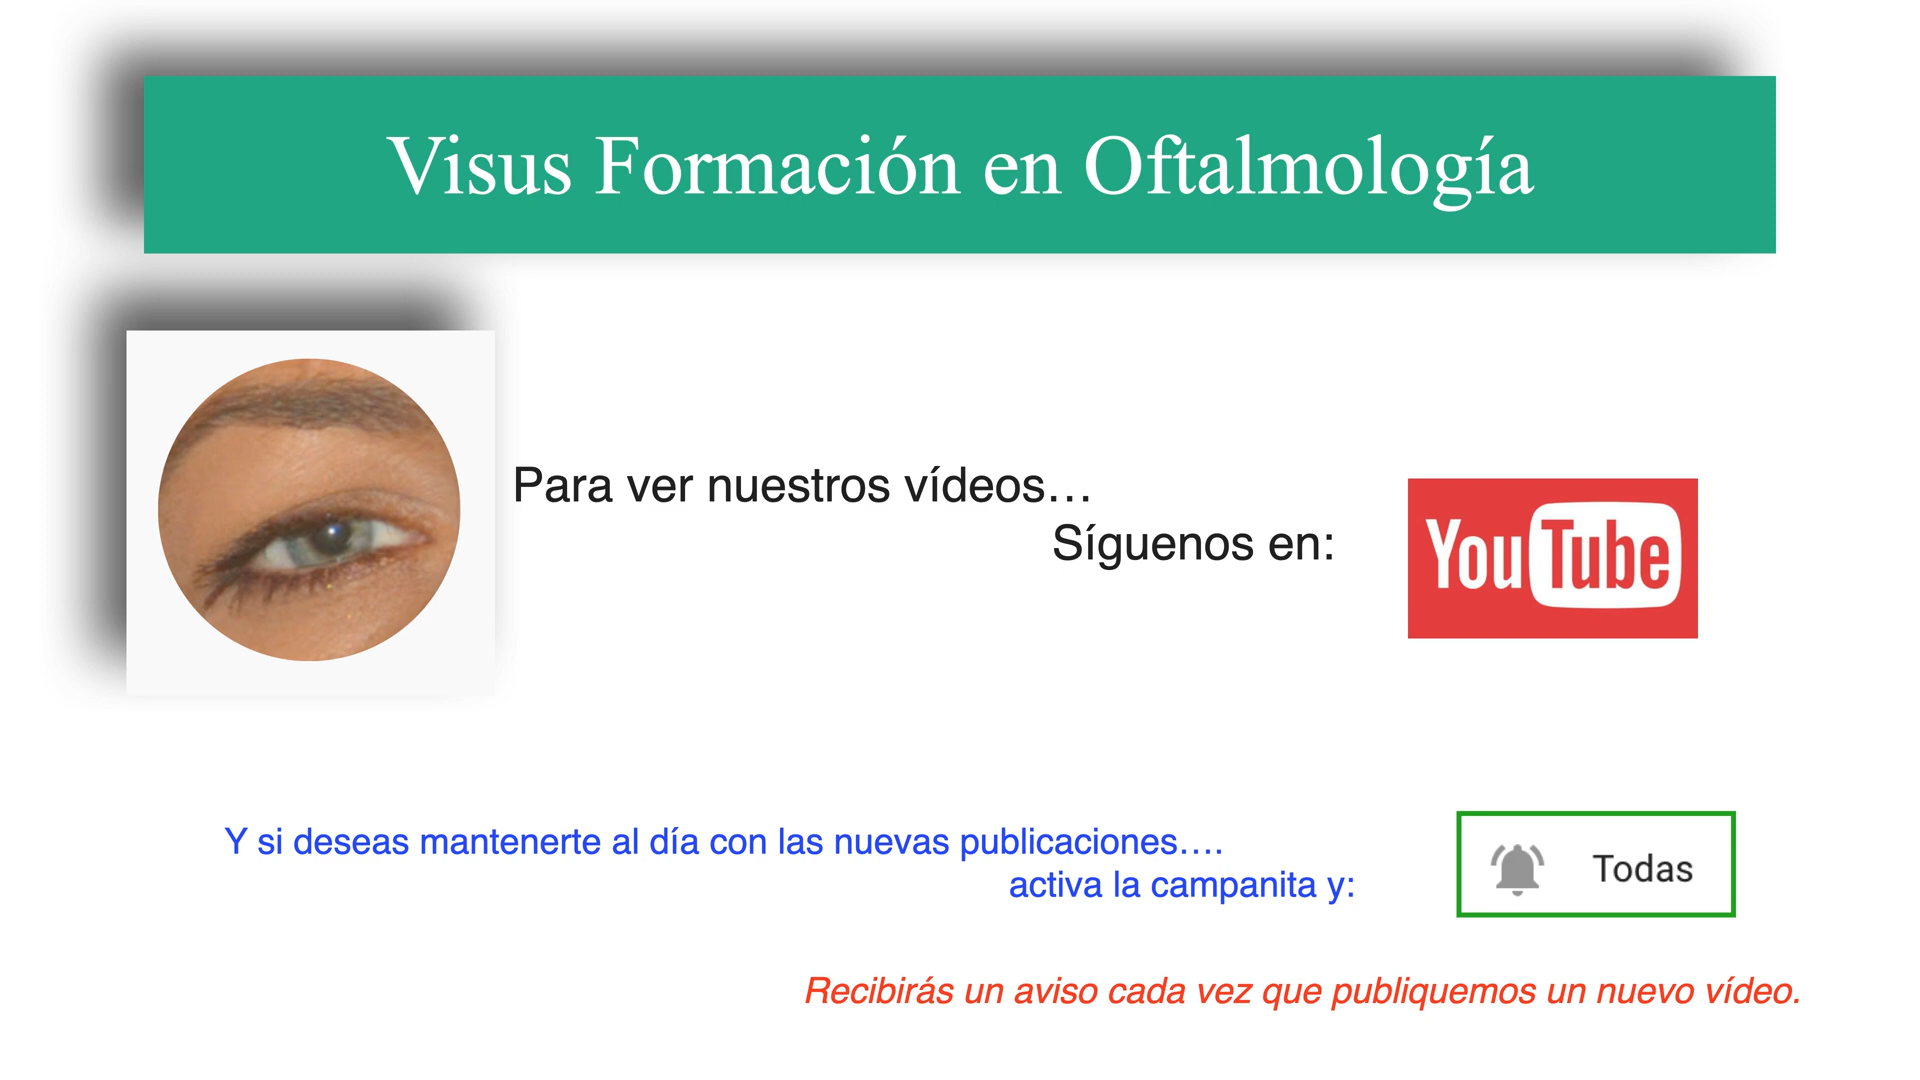 Visus Formación en Oftalmología
Para ver nuestros vídeos…
Síguenos en:
YouTube
Y si deseas mantenerte al día con las nuevas publicaciones….
activa la campanita y:
Todas
Recibirás un aviso cada vez que publiquemos un nuevo vídeo.